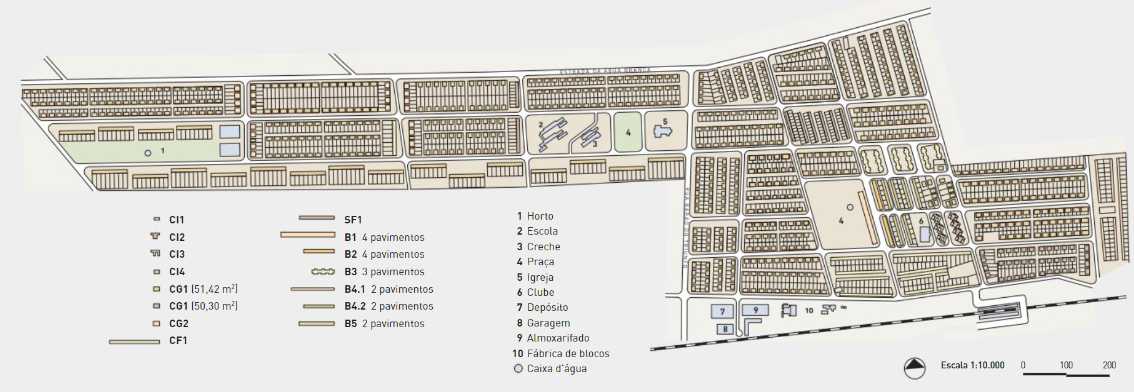 ESTRADA DA ÁGUA BRANCA
2
3
4
5
1
4
6
CI1
CI2
CI3
CI4
CG1 (51,42 m²)
CG1 (50,30 m²)
CG2
CF1
SF1
B1 4 pavimentos
B2 4 pavimentos
B3 3 pavimentos
B4.1 2 pavimentos
B4.2 2 pavimentos
B5 2 pavimentos
1 Horto
2 Escola
3 Creche
4 Praça
5 Igreja
6 Clube
7 Depósito
8 Garagem
9 Almoxarifado
10 Fábrica de blocos
Caixa d'água
7
9
10
8
Escala 1:10.000
0 100 200